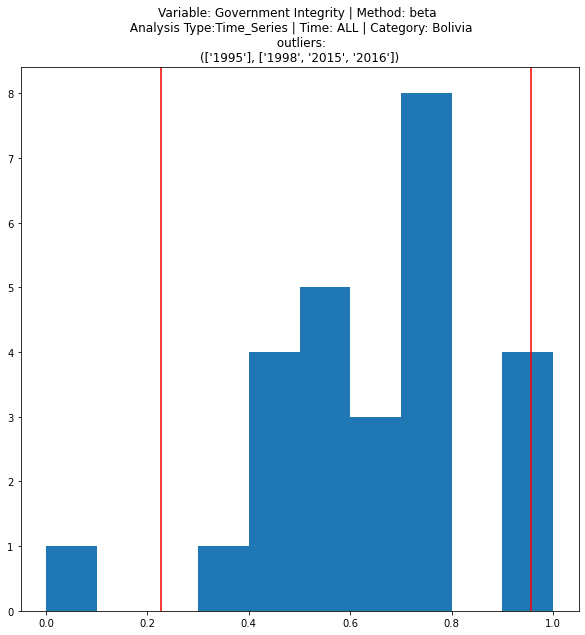 Variable: Government Integrity | Method: beta
Analysis Type:Time_Series | Time: ALL | Category: Bolivia
outliers:
(['1995'], ['1998', '2015', '2016'])
8
7
6
5
4
3
2
1
0
0.0 0.2 0.4 0.6 0.8 1.0